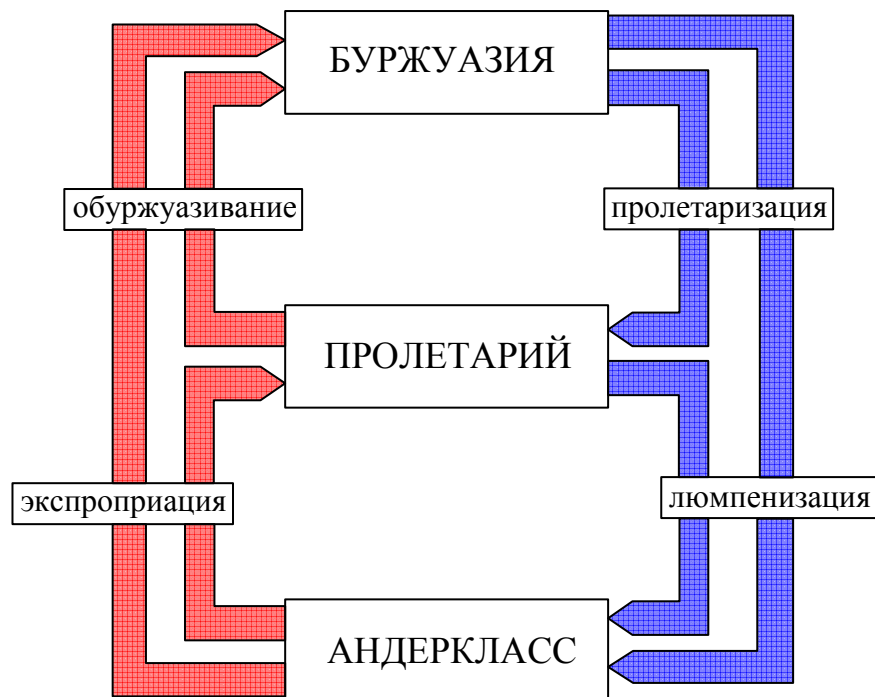 БУРЖУАЗИЯ
обуржуазивание
пролетаризация
ПРОЛЕТАРИЙ
экспроприация
люмпенизация
АНДЕРКЛАСС